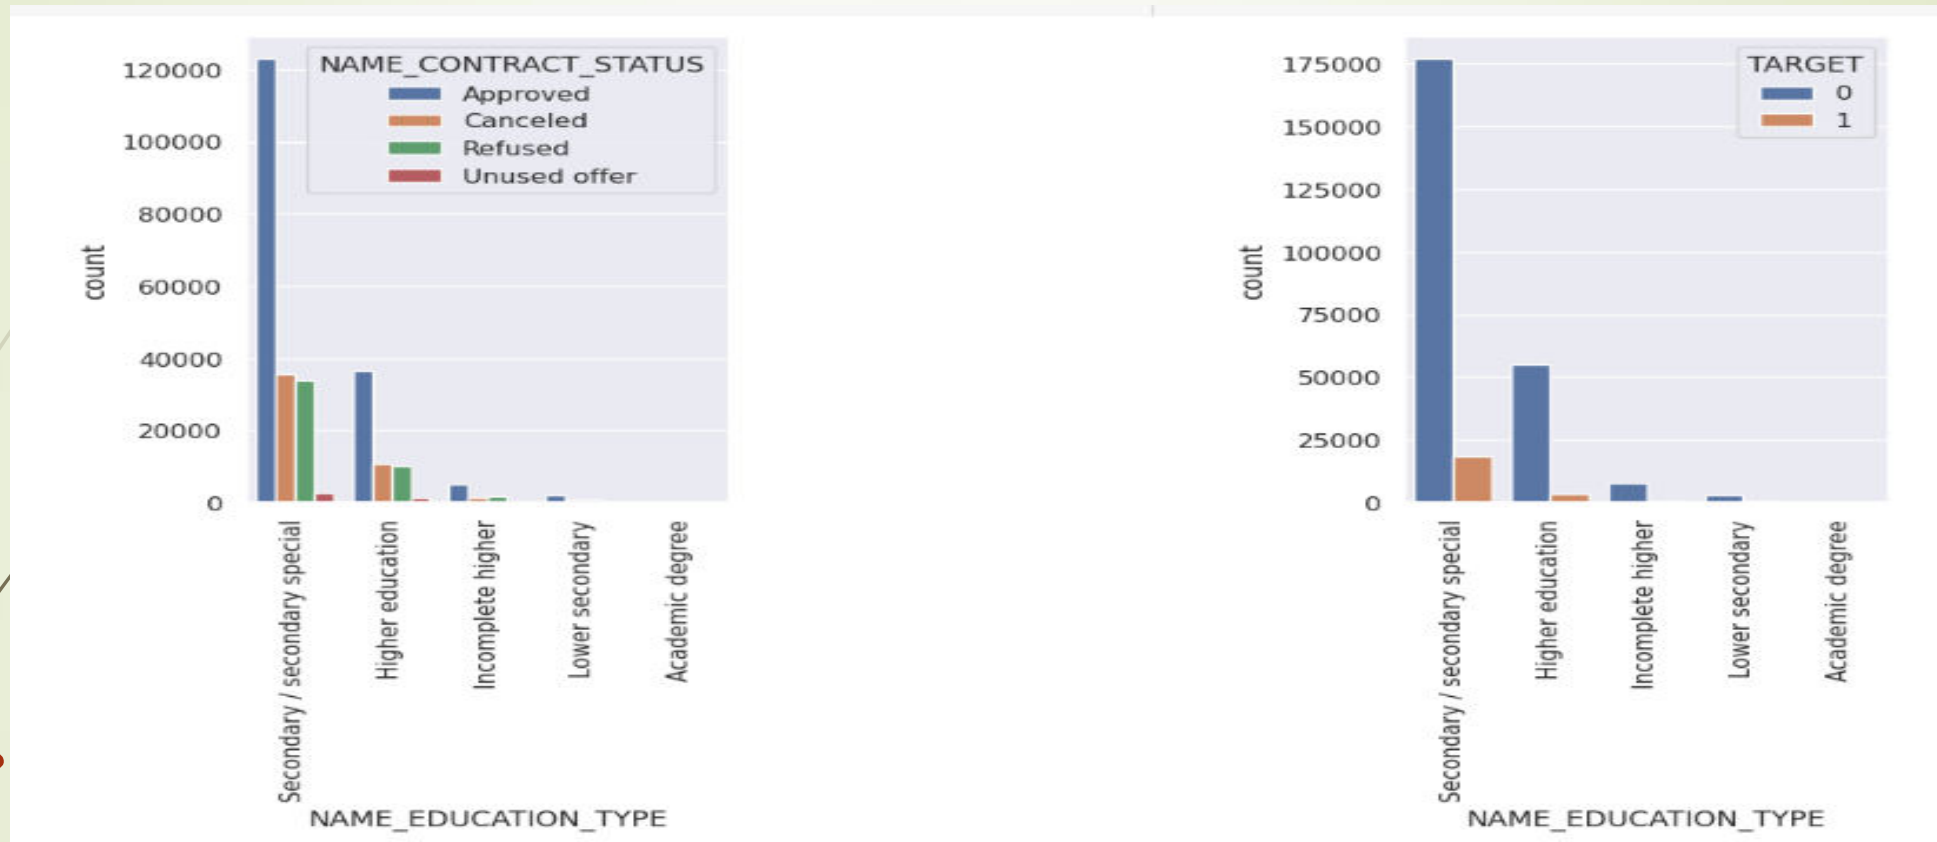 NAME_CONTRACT_STATUS
Approved
Canceled
Refused
Unused offer
120000
100000
80000
60000
40000
20000
0
count
Secondary / secondary special
Higher education
Incomplete higher
Lower secondary
Academic degree
NAME_EDUCATION_TYPE
TARGET
0
1
175000
150000
125000
100000
75000
50000
25000
0
count
Secondary / secondary special
Higher education
Incomplete higher
Lower secondary
Academic degree
NAME_EDUCATION_TYPE